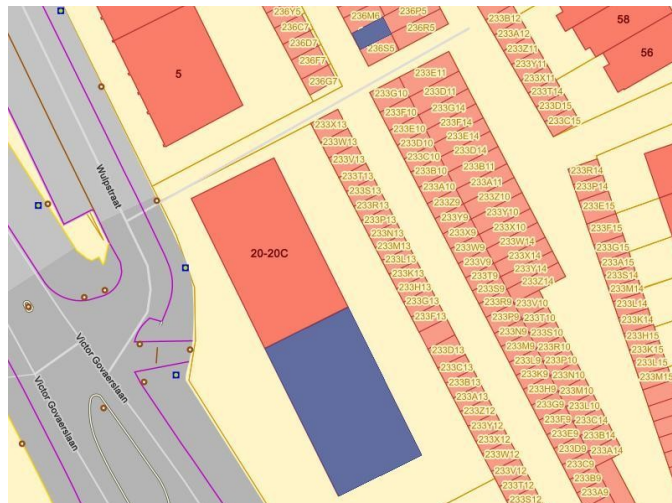 236Y5
236C7
236D7
236F7
236G7
236M6
236P5
236R5
236S5
233B12
233A12
233Z11
233Y11
233X11
233T14
233D15
233C15
58
56
5
Wulpstraat
20-20C
Victor Govaerslaan
Victor Govaerslaan
233X13
233W13
233V13
233T13
233S13
233R13
233P13
233N13
233M13
233L13
233K13
233H13
233G13
233F13
233D13
233C13
233B13
233A13
233Z12
233Y12
233X12
233W12
233V12
233T12
233S12
233E11
233G10
233D11
233F10
233G14
233E10
233F14
233D10
233E14
233C10
233D14
233B10
233B11
233A10
233A11
233Z9
233Z10
233Y9
233Y10
233X9
233X10
233W9
233W14
233V9
233X14
233T9
233Y14
233S9
233Z14
233R9
233V10
233P9
233T10
233N9
233S10
233M9
233R10
233L9
233P10
233K9
233N10
233H9
233M10
233G9
233L10
233F9
233C14
233E9
233B14
233D9
233A14
233C9
233B9
233A9
233R14
233P14
233E15
233F15
233G15
233A15
233S14
233M14
233L14
233K14
233H15
233K15
233L15
233M15